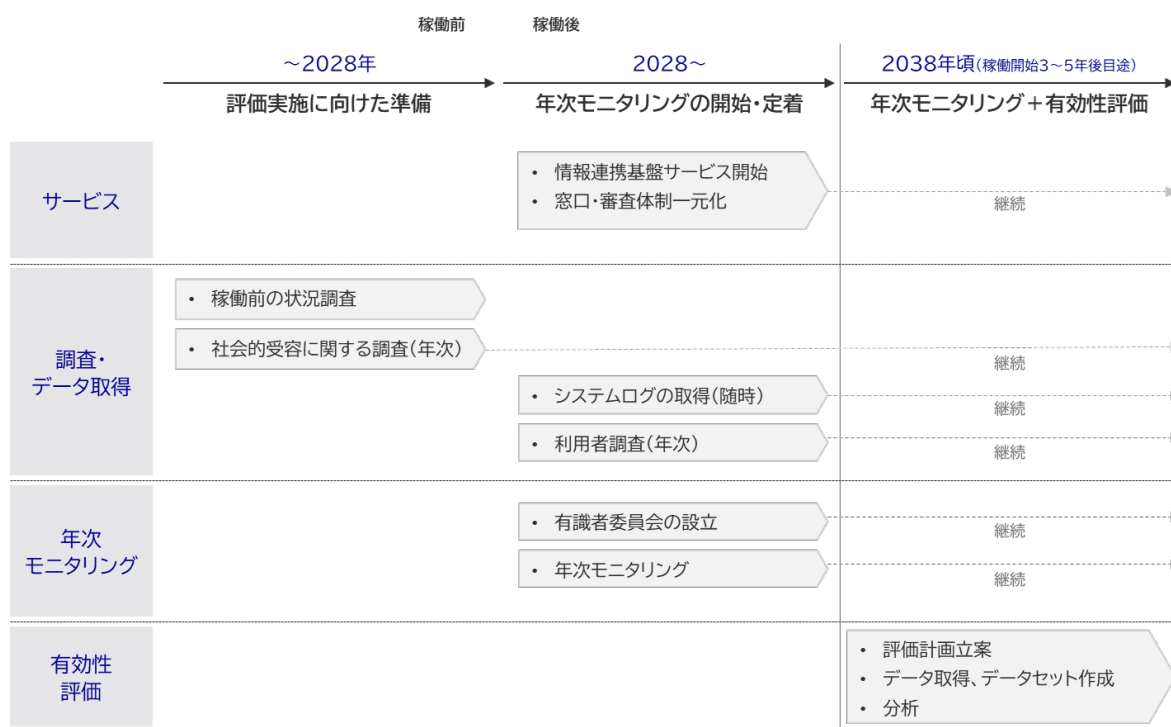 稼働前
稼働後
～2028年
2028～
2038年頃(稼働開始3～5年後目途)
評価実施に向けた準備
年次モニタリングの開始・定着
年次モニタリング＋有効性評価
サービス
• 情報連携基盤サービス開始
• 窓口・審査体制一元化
継続
調査・
データ取得
• 稼働前の状況調査
• 社会的受容に関する調査(年次)
継続
• システムログの取得(随時)
継続
• 利用者調査(年次)
継続
年次
モニタリング
• 有識者委員会の設立
継続
• 年次モニタリング
継続
有効性
評価
• 評価計画立案
• データ取得、データセット作成
• 分析